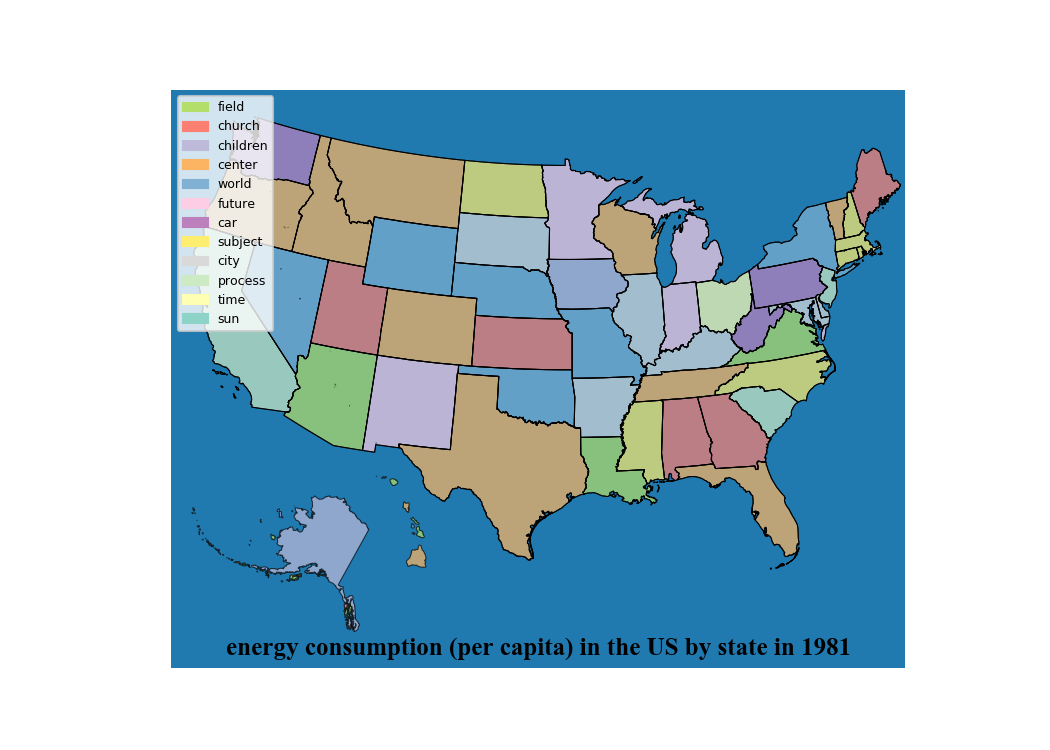 field
church
children
center
world
future
car
subject
city
process
time
sun
energy consumption (per capita) in the US by state in 1981